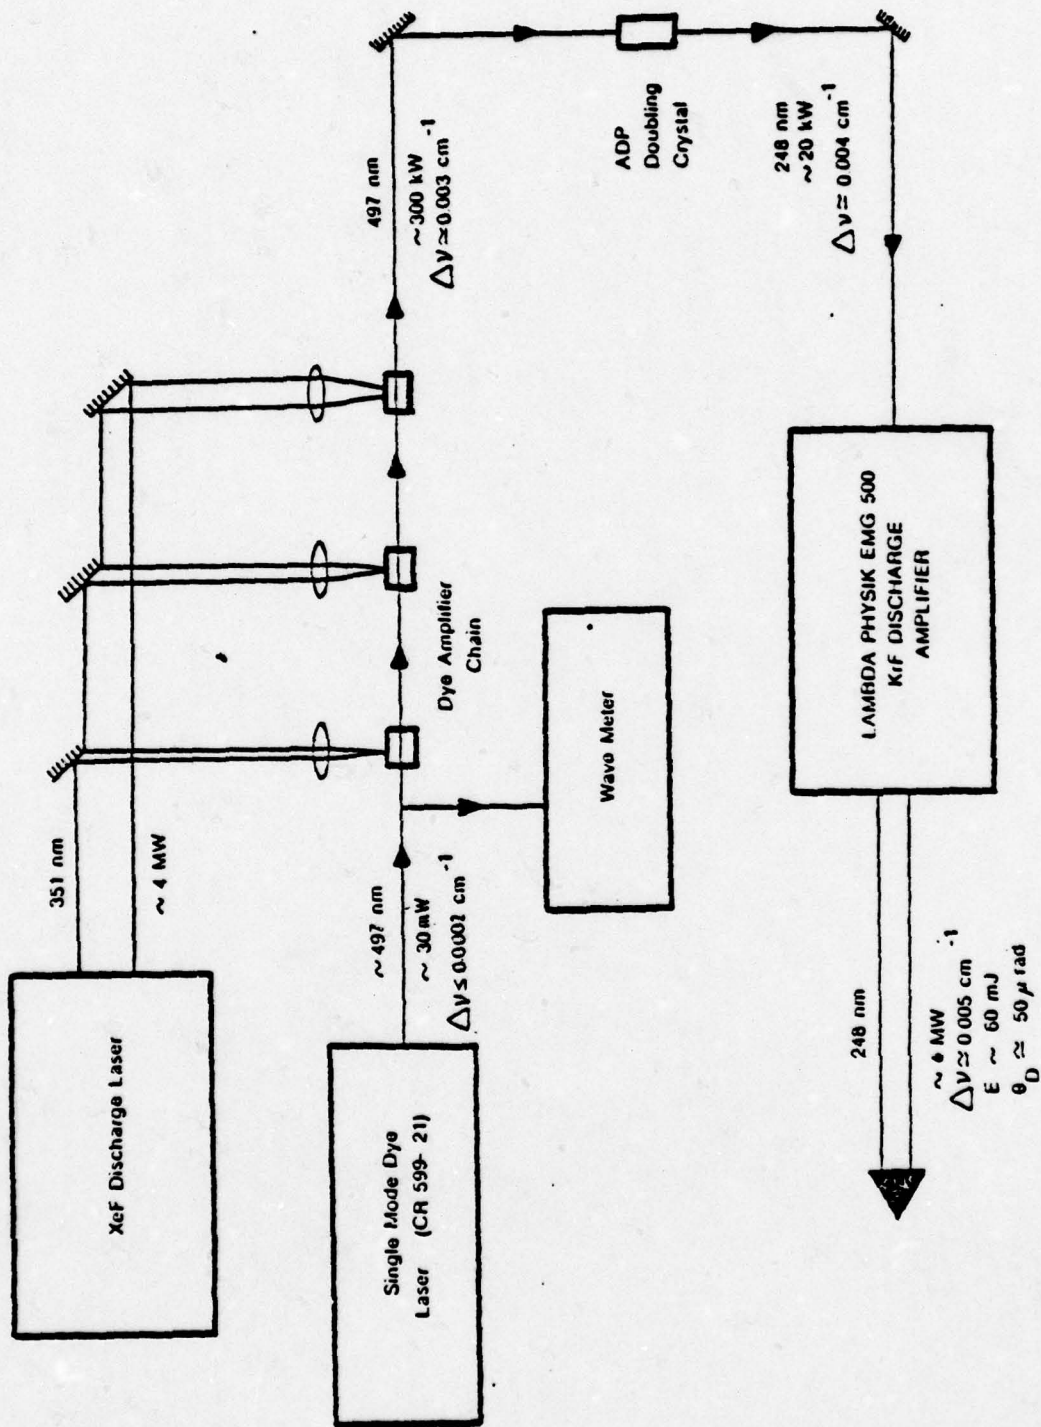 XeF Discharge Laser
351 nm
~ 4 MW
Single Mode Dye
Laser (CR 599-21)
~497 nm
~ 30 mW
Δν ≤ 0.0002 cm⁻¹
Wave Meter
Dye Amplifier
Chain
497 nm
~300 kW
Δν ≃ 0.003 cm⁻¹
ADP
Doubling
Crystal
248 nm
~20 kW
Δν ≃ 0.004 cm⁻¹
LAMBDA PHYSIK EMG 500
KrF DISCHARGE
AMPLIFIER
248 nm
~ MW
Δν ≃ 0.005 cm⁻¹
E ~ 60 mJ
θD ≃ 50 μ rad